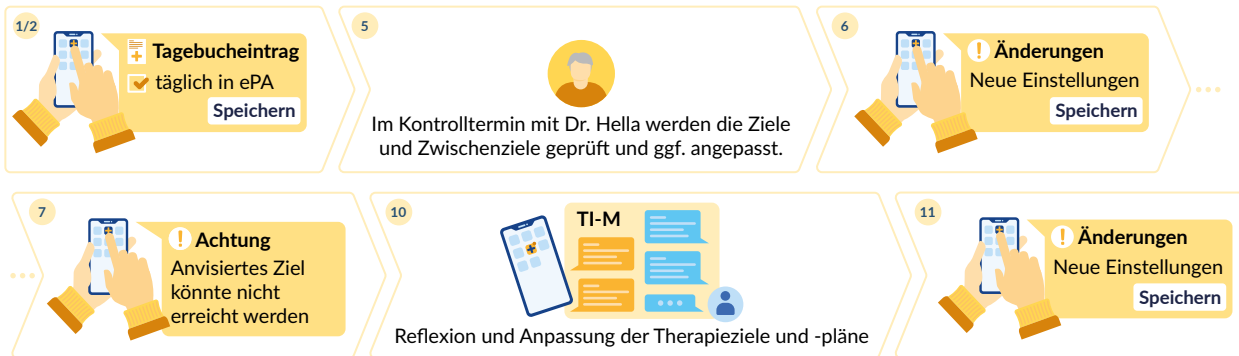 1/2
Tagebucheintrag
täglich in ePA
Speichern
5
Im Kontrolltermin mit Dr. Hella werden die Ziele
und Zwischenziele geprüft und ggf. angepasst.
6
! Änderungen
Neue Einstellungen
Speichern
7
! Achtung
Anvisiertes Ziel
könnte nicht
erreicht werden
10
TI-M
Reflexion und Anpassung der Therapieziele und -pläne
11
! Änderungen
Neue Einstellungen
Speichern